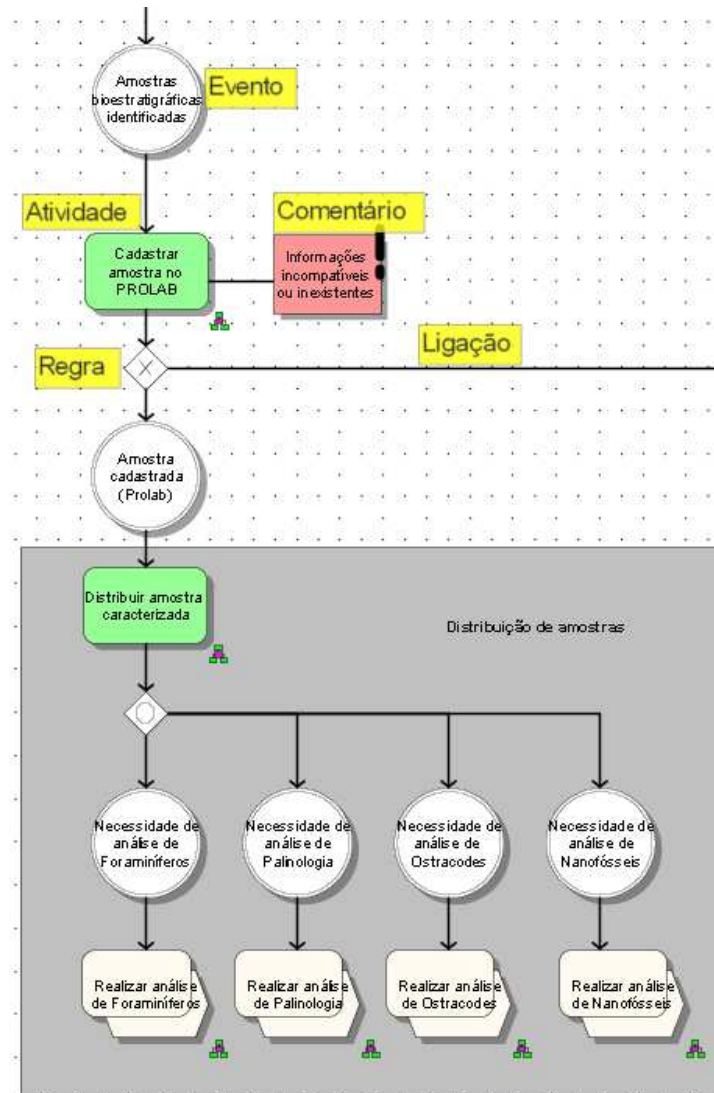 Amostras
bioestratigráficas
identificadas
Evento
Atividade
Comentário
Cadastrar
amostra no
PROLAB
Informações
incompatíveis
ou inexistentes
Regra
Ligação
Amostra
cadastrada
(Prolab)
Distribuir amostra
caracterizada
Distribuição de amostras
Necessidade de
análise de
Foraminíferos
Necessidade de
análise de
Palinologia
Necessidade de
análise de
Ostracodes
Necessidade de
análise de
Nanofósseis
Realizar análise
de Foraminíferos
Realizar análise
de Palinologia
Realizar análise
de Ostracodes
Realizar análise
de Nanofósseis